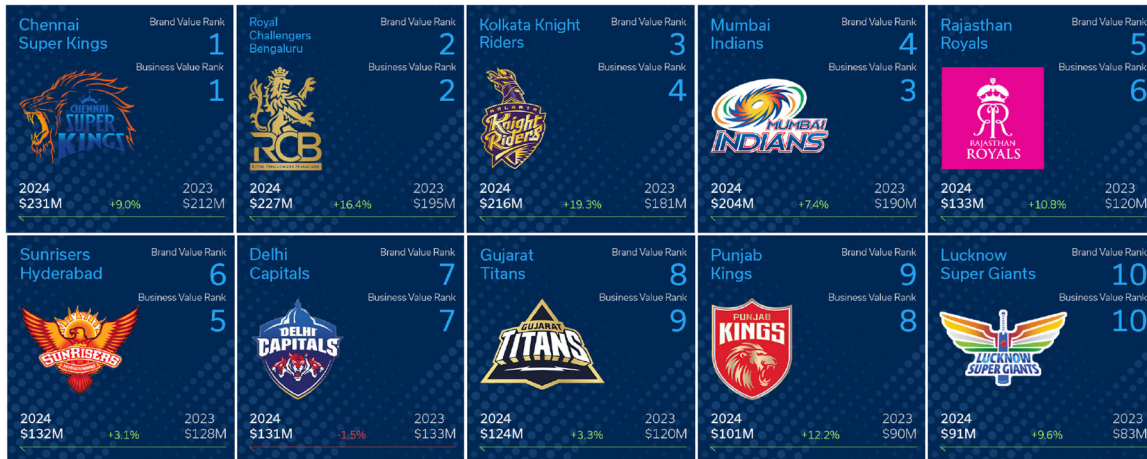 Chennai
Super Kings
Brand Value Rank
1
Business Value Rank
1
CHENNAI
SUPER
KINGS
2024
2023
$231M
+9.0%
$212M
Royal
Challengers
Bengaluru
Brand Value Rank
2
Business Value Rank
2
RCB
ROYAL CHALLENGERS BENGALURU
2024
2023
$227M
+16.4%
$195M
Kolkata Knight
Riders
Brand Value Rank
3
Business Value Rank
4
KOLKATA
Knight
Riders
2024
2023
$216M
+19.3%
$181M
Mumbai
Indians
Brand Value Rank
4
Business Value Rank
3
MUMBAI
INDIANS
2024
2023
$204M
+7.4%
$190M
Rajasthan
Royals
Brand Value Rank
5
Business Value Rank
6
RAJASTHAN
ROYALS
2024
2023
$133M
+10.8%
$120M
Sunrisers
Hyderabad
Brand Value Rank
6
Business Value Rank
5
SUNRISERS
2024
2023
$132M
+3.1%
$128M
Delhi
Capitals
Brand Value Rank
7
Business Value Rank
7
DELHI
CAPITALS
2024
2023
$131M
-1.5%
$133M
Gujarat
Titans
Brand Value Rank
8
Business Value Rank
9
GUJARAT
TITANS
2024
2023
$124M
+3.3%
$120M
Punjab
Kings
Brand Value Rank
9
Business Value Rank
8
PUNJAB
KINGS
2024
2023
$101M
+12.2%
$90M
Lucknow
Super Giants
Brand Value Rank
10
Business Value Rank
10
LUCKNOW
SUPER GIANTS
2024
2023
$91M
+9.6%
$83M